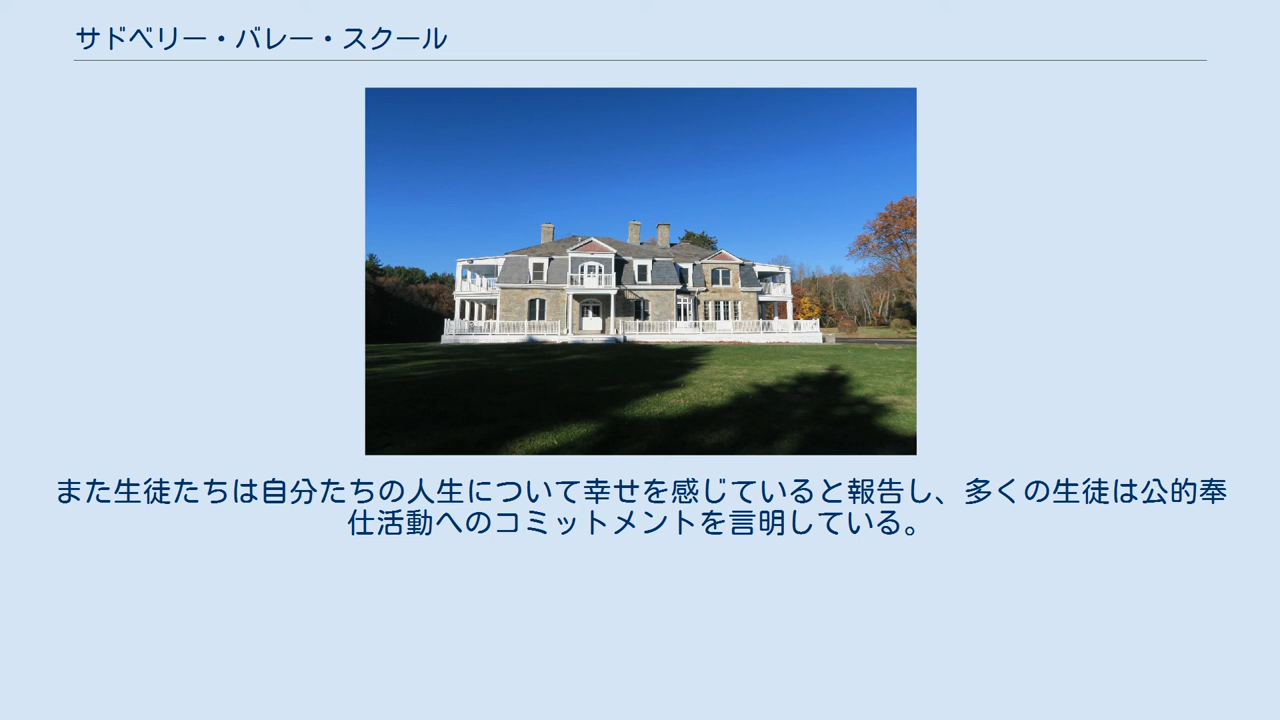 サドベリー・バレー・スクール
また生徒たちは自分たちの人生について幸せを感じていると報告し、多くの生徒は公的奉
仕活動へのコミットメントを言明している。